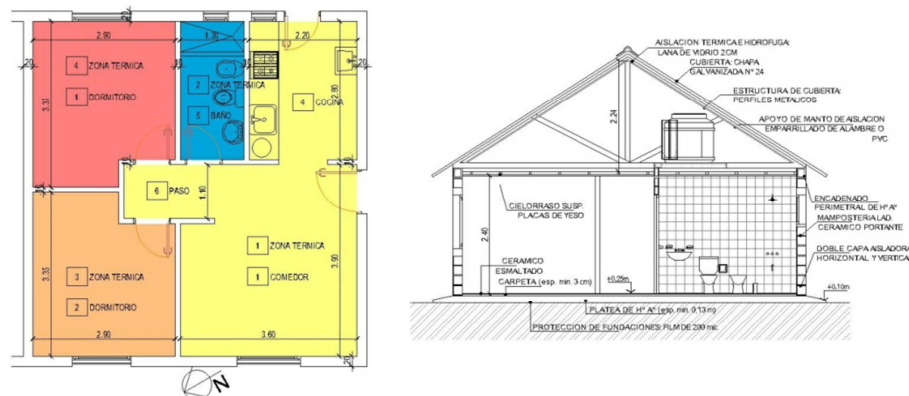 2.90
1.30
2.20
.20
.20
4 ZONA TERMICA
1 DORMITORIO
3.35
2 ZONA TERMICA
5 BAÑO
4 COCINA
2.80
6 PASO
1.10
3 ZONA TERMICA
2 DORMITORIO
3.35
1 ZONA TERMICA
1 COMEDOR
3.90
2.90
3.60
.20
N
AISLACION TERMICA E HIDROFUGA:
LANA DE VIDRIO 2CM
CUBIERTA: CHAPA
GALVANIZADA Nº 24
ESTRUCTURA DE CUBIERTA:
PERFILES METALICOS
APOYO DE MANTO DE AISLACION
EMPARRILLADO DE ALAMBRE O
PVC
2.24
CIELORRASO SUSP.
PLACAS DE YESO
2.40
ENCADENADO
PERIMETRAL DE HºAº
MAMPOSTERIA LAD.
CERAMICO PORTANTE
DOBLE CAPA AISLADORA
HORIZONTAL Y VERTICA
CERAMICO
ESMALTADO
CARPETA (esp. min. 3 cm)
+0,25m
+0,10m
PLATEA DE Hº Aº (esp. min. 0,13 m)
PROTECCION DE FUNDACIONES: FILM DE 200 mic.